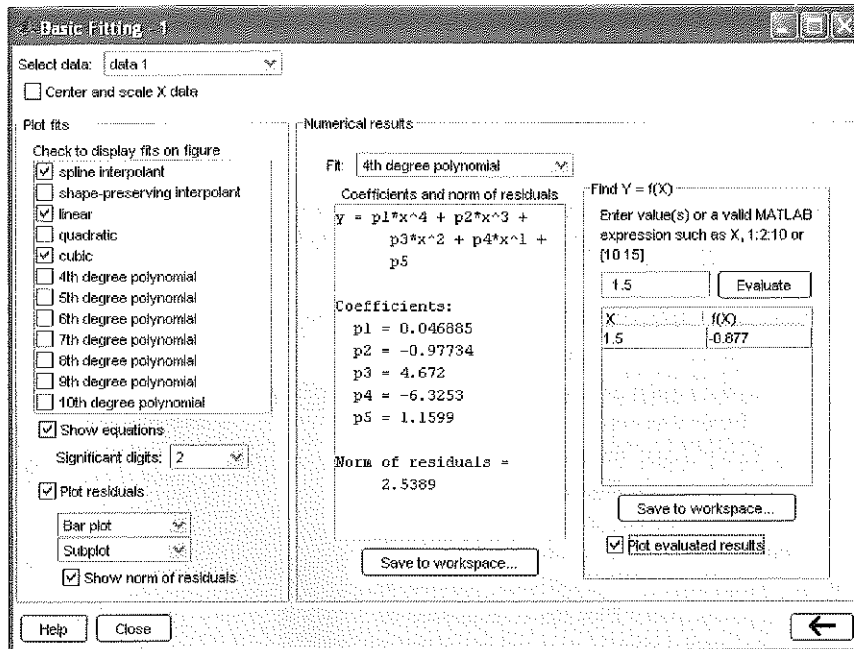 Basic Fitting - 1
Select data: data 1
Center and scale X data
Plot fits
Check to display fits on figure
spline interpolant
shape-preserving interpolant
linear
quadratic
cubic
4th degree polynomial
5th degree polynomial
6th degree polynomial
7th degree polynomial
8th degree polynomial
9th degree polynomial
10th degree polynomial
Show equations
Significant digits: 2
Plot residuals
Bar plot
Subplot
Show norm of residuals
Numerical results
Fit: 4th degree polynomial
Coefficients and norm of residuals
y = p1*x^4 + p2*x^3 +
p3*x^2 + p4*x^1 +
p5
Coefficients:
p1 = 0.046885
p2 = -0.97734
p3 = 4.672
p4 = -6.3253
p5 = 1.1599
Norm of residuals =
2.5389
Save to workspace...
Find Y = f(X)
Enter value(s) or a valid MATLAB
expression such as X, 1:2:10 or
[10 15]
1.5 Evaluate
X f(X)
1.5 -0.877
Save to workspace...
Plot evaluated results
Help Close